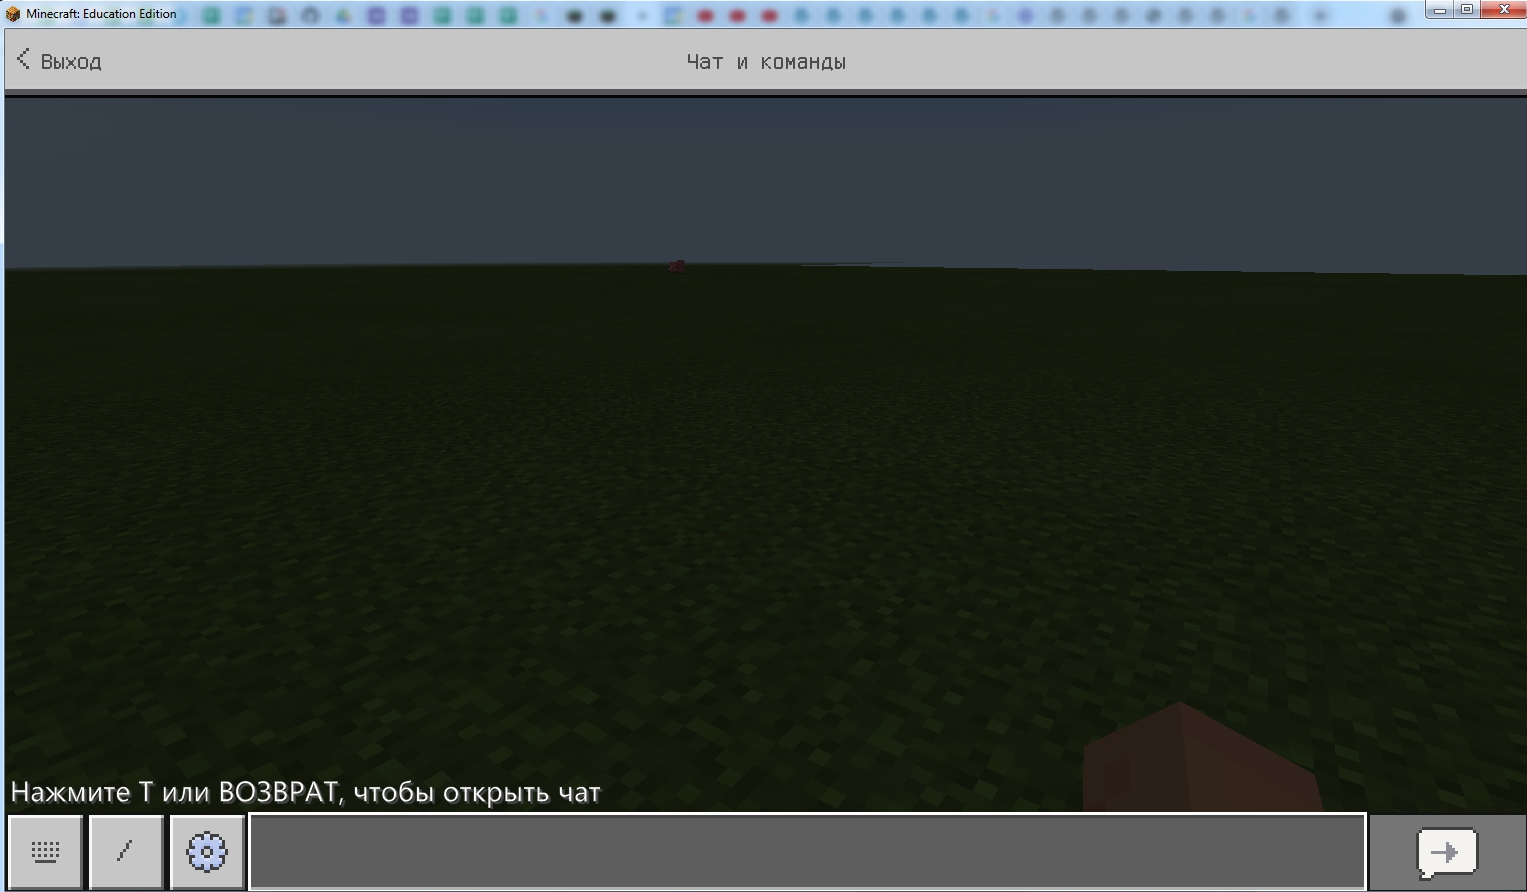 Minecraft: Education Edition
Выход
Чат и команды
Нажмите T или ВОЗВРАТ, чтобы открыть чат